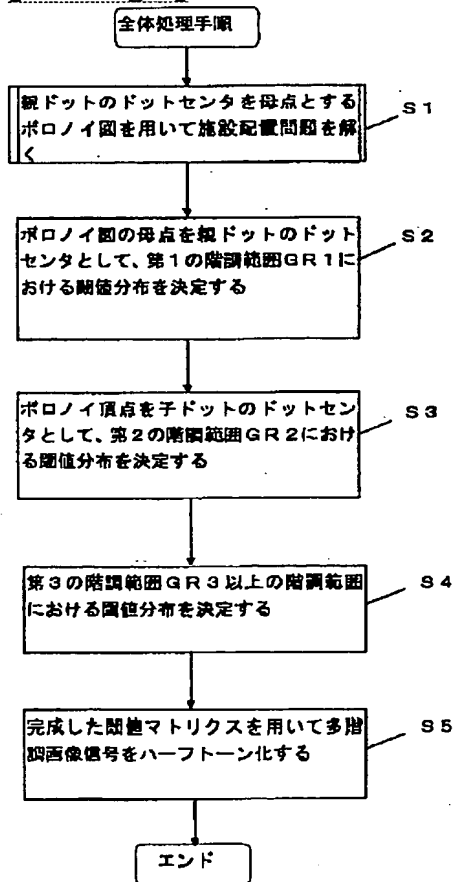 全体処理手順
親ドットのドットセンタを母点とする
ボロノイ図を用いて施設配置問題を解
く
S1
ボロノイ図の母点を親ドットのドット
センタとして、第1の階調範囲GR1に
おける閾値分布を決定する
S2
ボロノイ頂点を子ドットのドットセン
タとして、第2の階調範囲GR2におけ
る閾値分布を決定する
S3
第3の階調範囲GR3以上の階調範囲
における閾値分布を決定する
S4
完成した閾値マトリクスを用いて多階
調画像信号をハーフトーン化する
S5
エンド